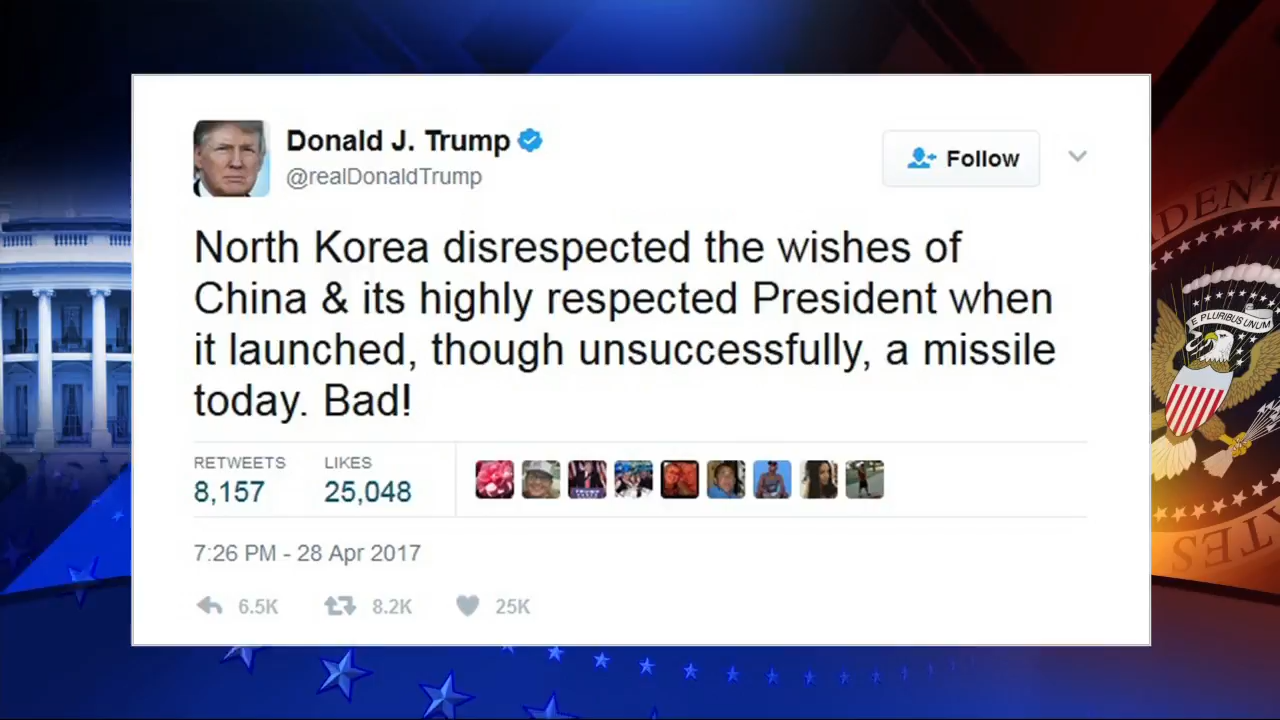 Donald J. Trump
@realDonaldTrump
Follow
North Korea disrespected the wishes of
China & its highly respected President when
it launched, though unsuccessfully, a missile
today. Bad!
RETWEETS
LIKES
8,157
25,048
7:26 PM - 28 Apr 2017
6.5K
8.2K
25K
DENT
E PLURIBUS UNUM